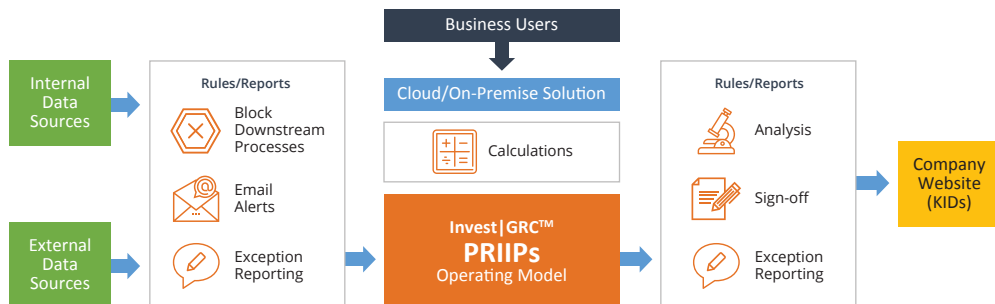 Business Users
Internal
Data
Sources
External
Data
Sources
Rules/Reports
Block
Downstream
Processes
Email
Alerts
Exception
Reporting
Cloud/On-Premise Solution
Calculations
Invest|GRC™
PRIIPs
Operating Model
Rules/Reports
Analysis
Sign-off
Exception
Reporting
Company
Website
(KIDs)